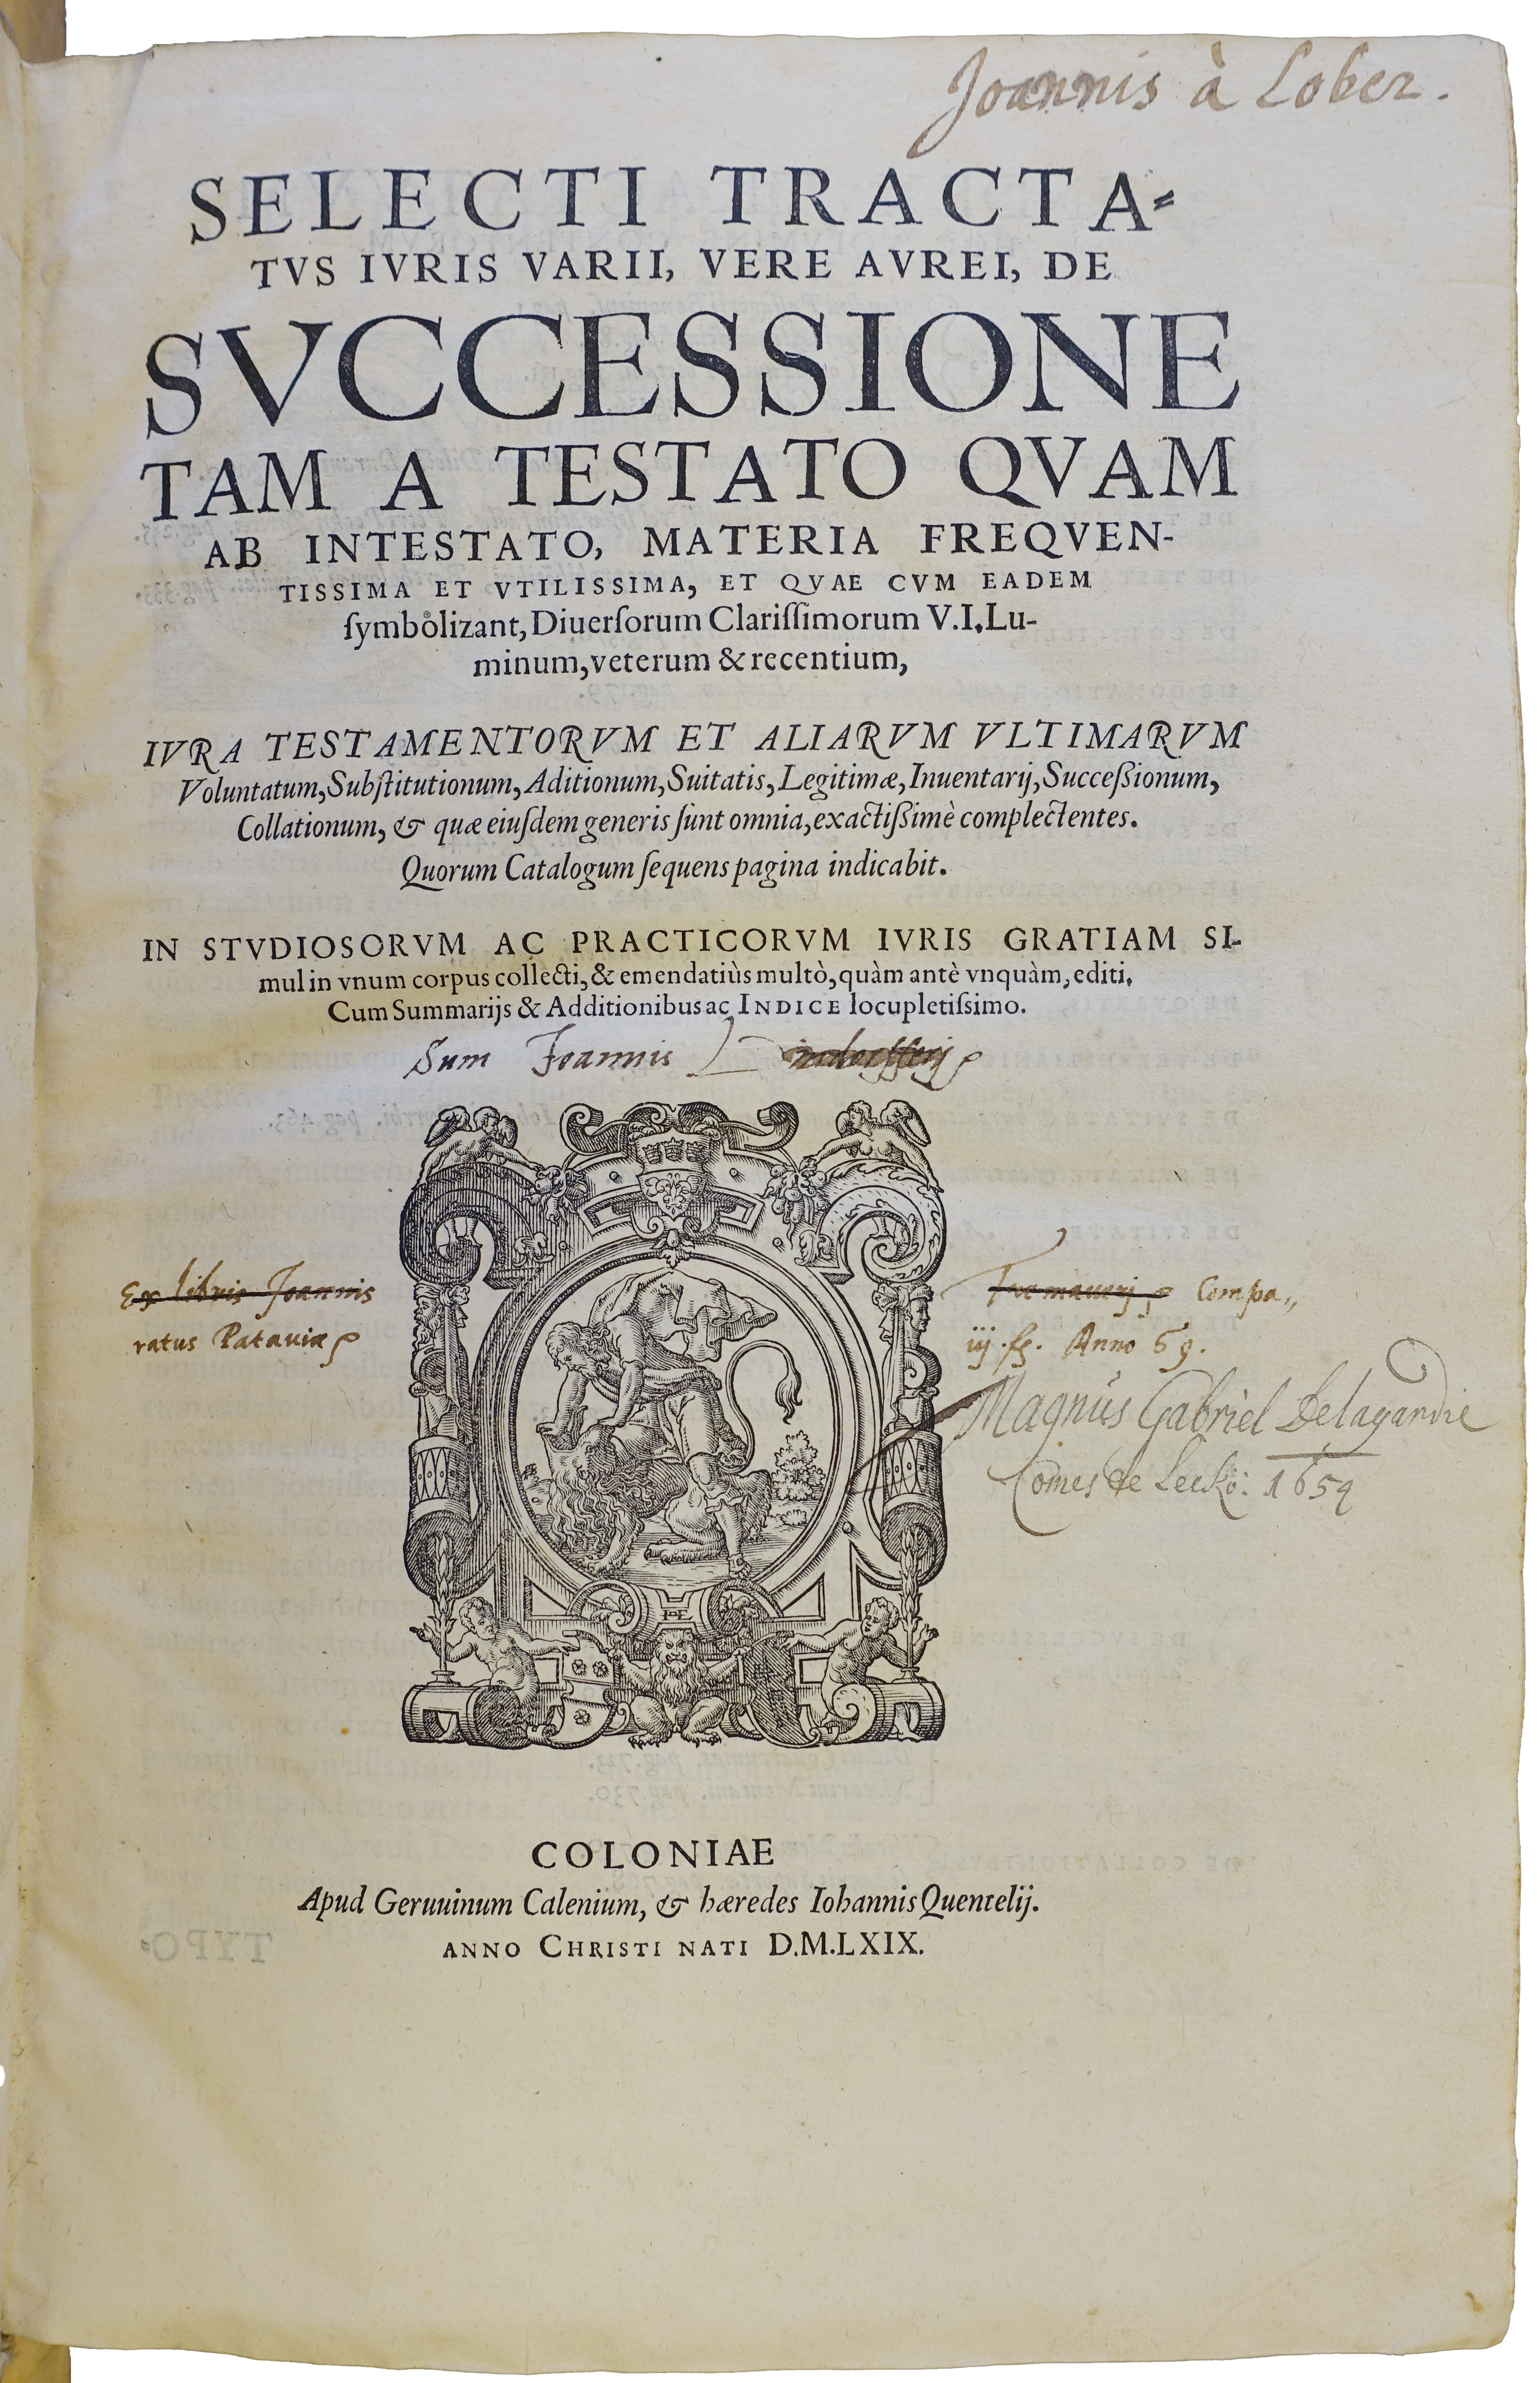 Joannis à Lober.
SELECTI TRACTA-
TVS IVRIS VARII, VERE AVREI, DE
SVCCESSIONE
TAM A TESTATO QVAM
AB INTESTATO, MATERIA FREQVEN-
TISSIMA ET VTILISSIMA, ET QVAE CVM EADEM
ſymbolizant, Diuerſorum Clariſſimorum V.I. Lu-
minum, veterum & recentium,
IVRA TESTAMENTORVM ET ALIARVM VLTIMARVM
Voluntatum, Subſtitutionum, Aditionum, Suitatis, Legitimæ, Inuentarij, Succeßionum,
Collationum, & quæ eiuſdem generis ſunt omnia, exactißimè complectentes.
Quorum Catalogum ſequens pagina indicabit.
IN STVDIOSORVM AC PRACTICORVM IVRIS GRATIAM SI-
mul in vnum corpus collecti, & emendatiùs multò, quàm antè vnquàm, editi.
Cum Summarijs & Additionibus ac INDICE locupletiſsimo.
Sum Joannis
Ex libris Joannis Compa,,
ratus Patauiæ iij. fl. Anno 69.
Magnus Gabriel Delagardie
Comes de Leckö: 1654
COLONIAE
Apud Geruuinum Calenium, & hæredes Iohannis Quentelij.
ANNO CHRISTI NATI D.M.LXIX.
TYPO-